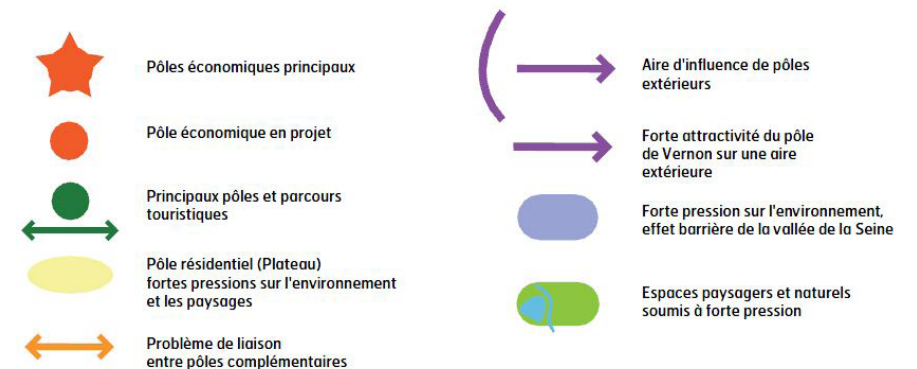 Pôles économiques principaux
Pôle économique en projet
Principaux pôles et parcours
touristiques
Pôle résidentiel (Plateau)
fortes pressions sur l'environnement
et les paysages
Problème de liaison
entre pôles complémentaires
Aire d'influence de pôles
extérieurs
Forte attractivité du pôle
de Vernon sur une aire
extérieure
Forte pression sur l'environnement,
effet barrière de la vallée de la Seine
Espaces paysagers et naturels
soumis à forte pression